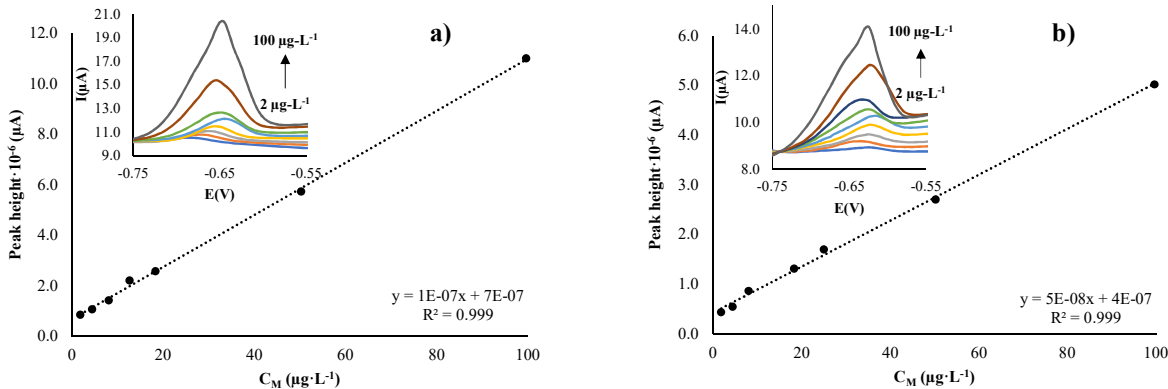 a)
12.0
10.0
8.0
6.0
4.0
2.0
0.0
Peak height·10⁻⁶ (μA)
0
20
40
60
80
100
C_M (μg·L⁻¹)
y = 1E-07x + 7E-07
R² = 0.999
21.0
19.0
17.0
15.0
13.0
11.0
9.0
I(μA)
-0.75
-0.65
-0.55
E(V)
100 μg-L⁻¹
2 μg-L⁻¹
b)
6.0
5.0
4.0
3.0
2.0
1.0
0.0
Peak height·10⁻⁶ (μA)
0
20
40
60
80
100
C_M (μg·L⁻¹)
y = 5E-08x + 4E-07
R² = 0.999
14.0
12.0
10.0
8.0
I(μA)
-0.75
-0.65
-0.55
E(V)
100 μg-L⁻¹
2 μg-L⁻¹